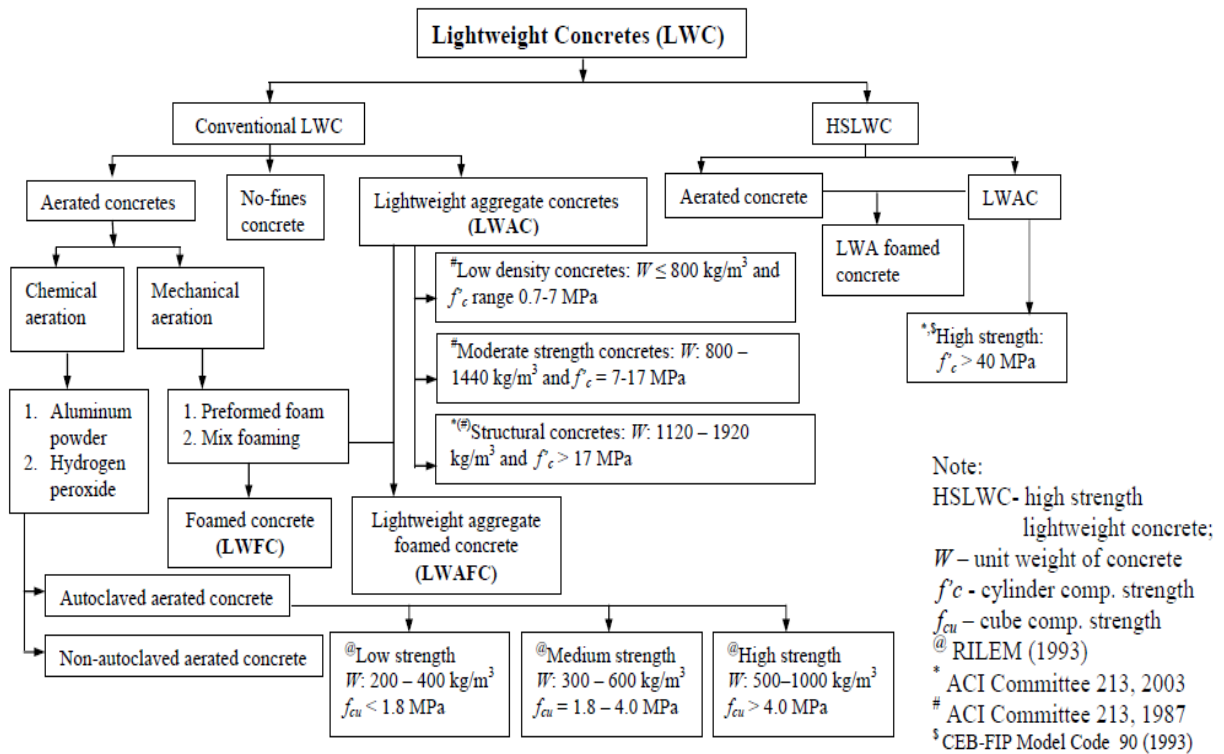 Lightweight Concretes (LWC)
Conventional LWC
HSLWC
Aerated concretes
No-fines
concrete
Lightweight aggregate concretes
(LWAC)
Aerated concrete
LWAC
LWA foamed
concrete
Chemical
aeration
Mechanical
aeration
#Low density concretes: W ≤ 800 kg/m³ and
f'c range 0.7-7 MPa
*,$High strength:
f'c > 40 MPa
#Moderate strength concretes: W: 800 –
1440 kg/m³ and f'c = 7-17 MPa
1. Aluminum
powder
2. Hydrogen
peroxide
1. Preformed foam
2. Mix foaming
*(#)Structural concretes: W: 1120 – 1920
kg/m³ and f'c > 17 MPa
Foamed concrete
(LWFC)
Lightweight aggregate
foamed concrete
(LWAFC)
Autoclaved aerated concrete
Non-autoclaved aerated concrete
@Low strength
W: 200 – 400 kg/m³
fcu < 1.8 MPa
@Medium strength
W: 300 – 600 kg/m³
fcu = 1.8 – 4.0 MPa
@High strength
W: 500–1000 kg/m³
fcu > 4.0 MPa
Note:
HSLWC- high strength
lightweight concrete;
W – unit weight of concrete
f'c - cylinder comp. strength
fcu – cube comp. strength
@ RILEM (1993)
* ACI Committee 213, 2003
# ACI Committee 213, 1987
$ CEB-FIP Model Code 90 (1993)